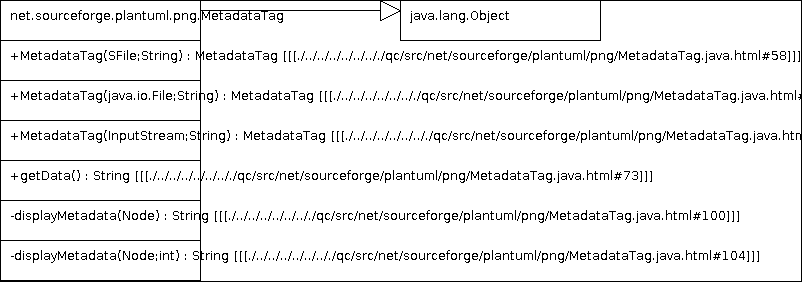 net.sourceforge.plantuml.png.MetadataTag
java.lang.Object
+MetadataTag(SFile;String) : MetadataTag [[[./../../../../../../../qc/src/net/sourceforge/plantuml/png/MetadataTag.java.html#58]]]
+MetadataTag(java.io.File;String) : MetadataTag [[[./../../../../../../../qc/src/net/sourceforge/plantuml/png/MetadataTag.java.html#
+MetadataTag(InputStream;String) : MetadataTag [[[./../../../../../../../qc/src/net/sourceforge/plantuml/png/MetadataTag.java.htm
+getData() : String [[[./../../../../../../../qc/src/net/sourceforge/plantuml/png/MetadataTag.java.html#73]]]
-displayMetadata(Node) : String [[[./../../../../../../../qc/src/net/sourceforge/plantuml/png/MetadataTag.java.html#100]]]
-displayMetadata(Node;int) : String [[[./../../../../../../../qc/src/net/sourceforge/plantuml/png/MetadataTag.java.html#104]]]